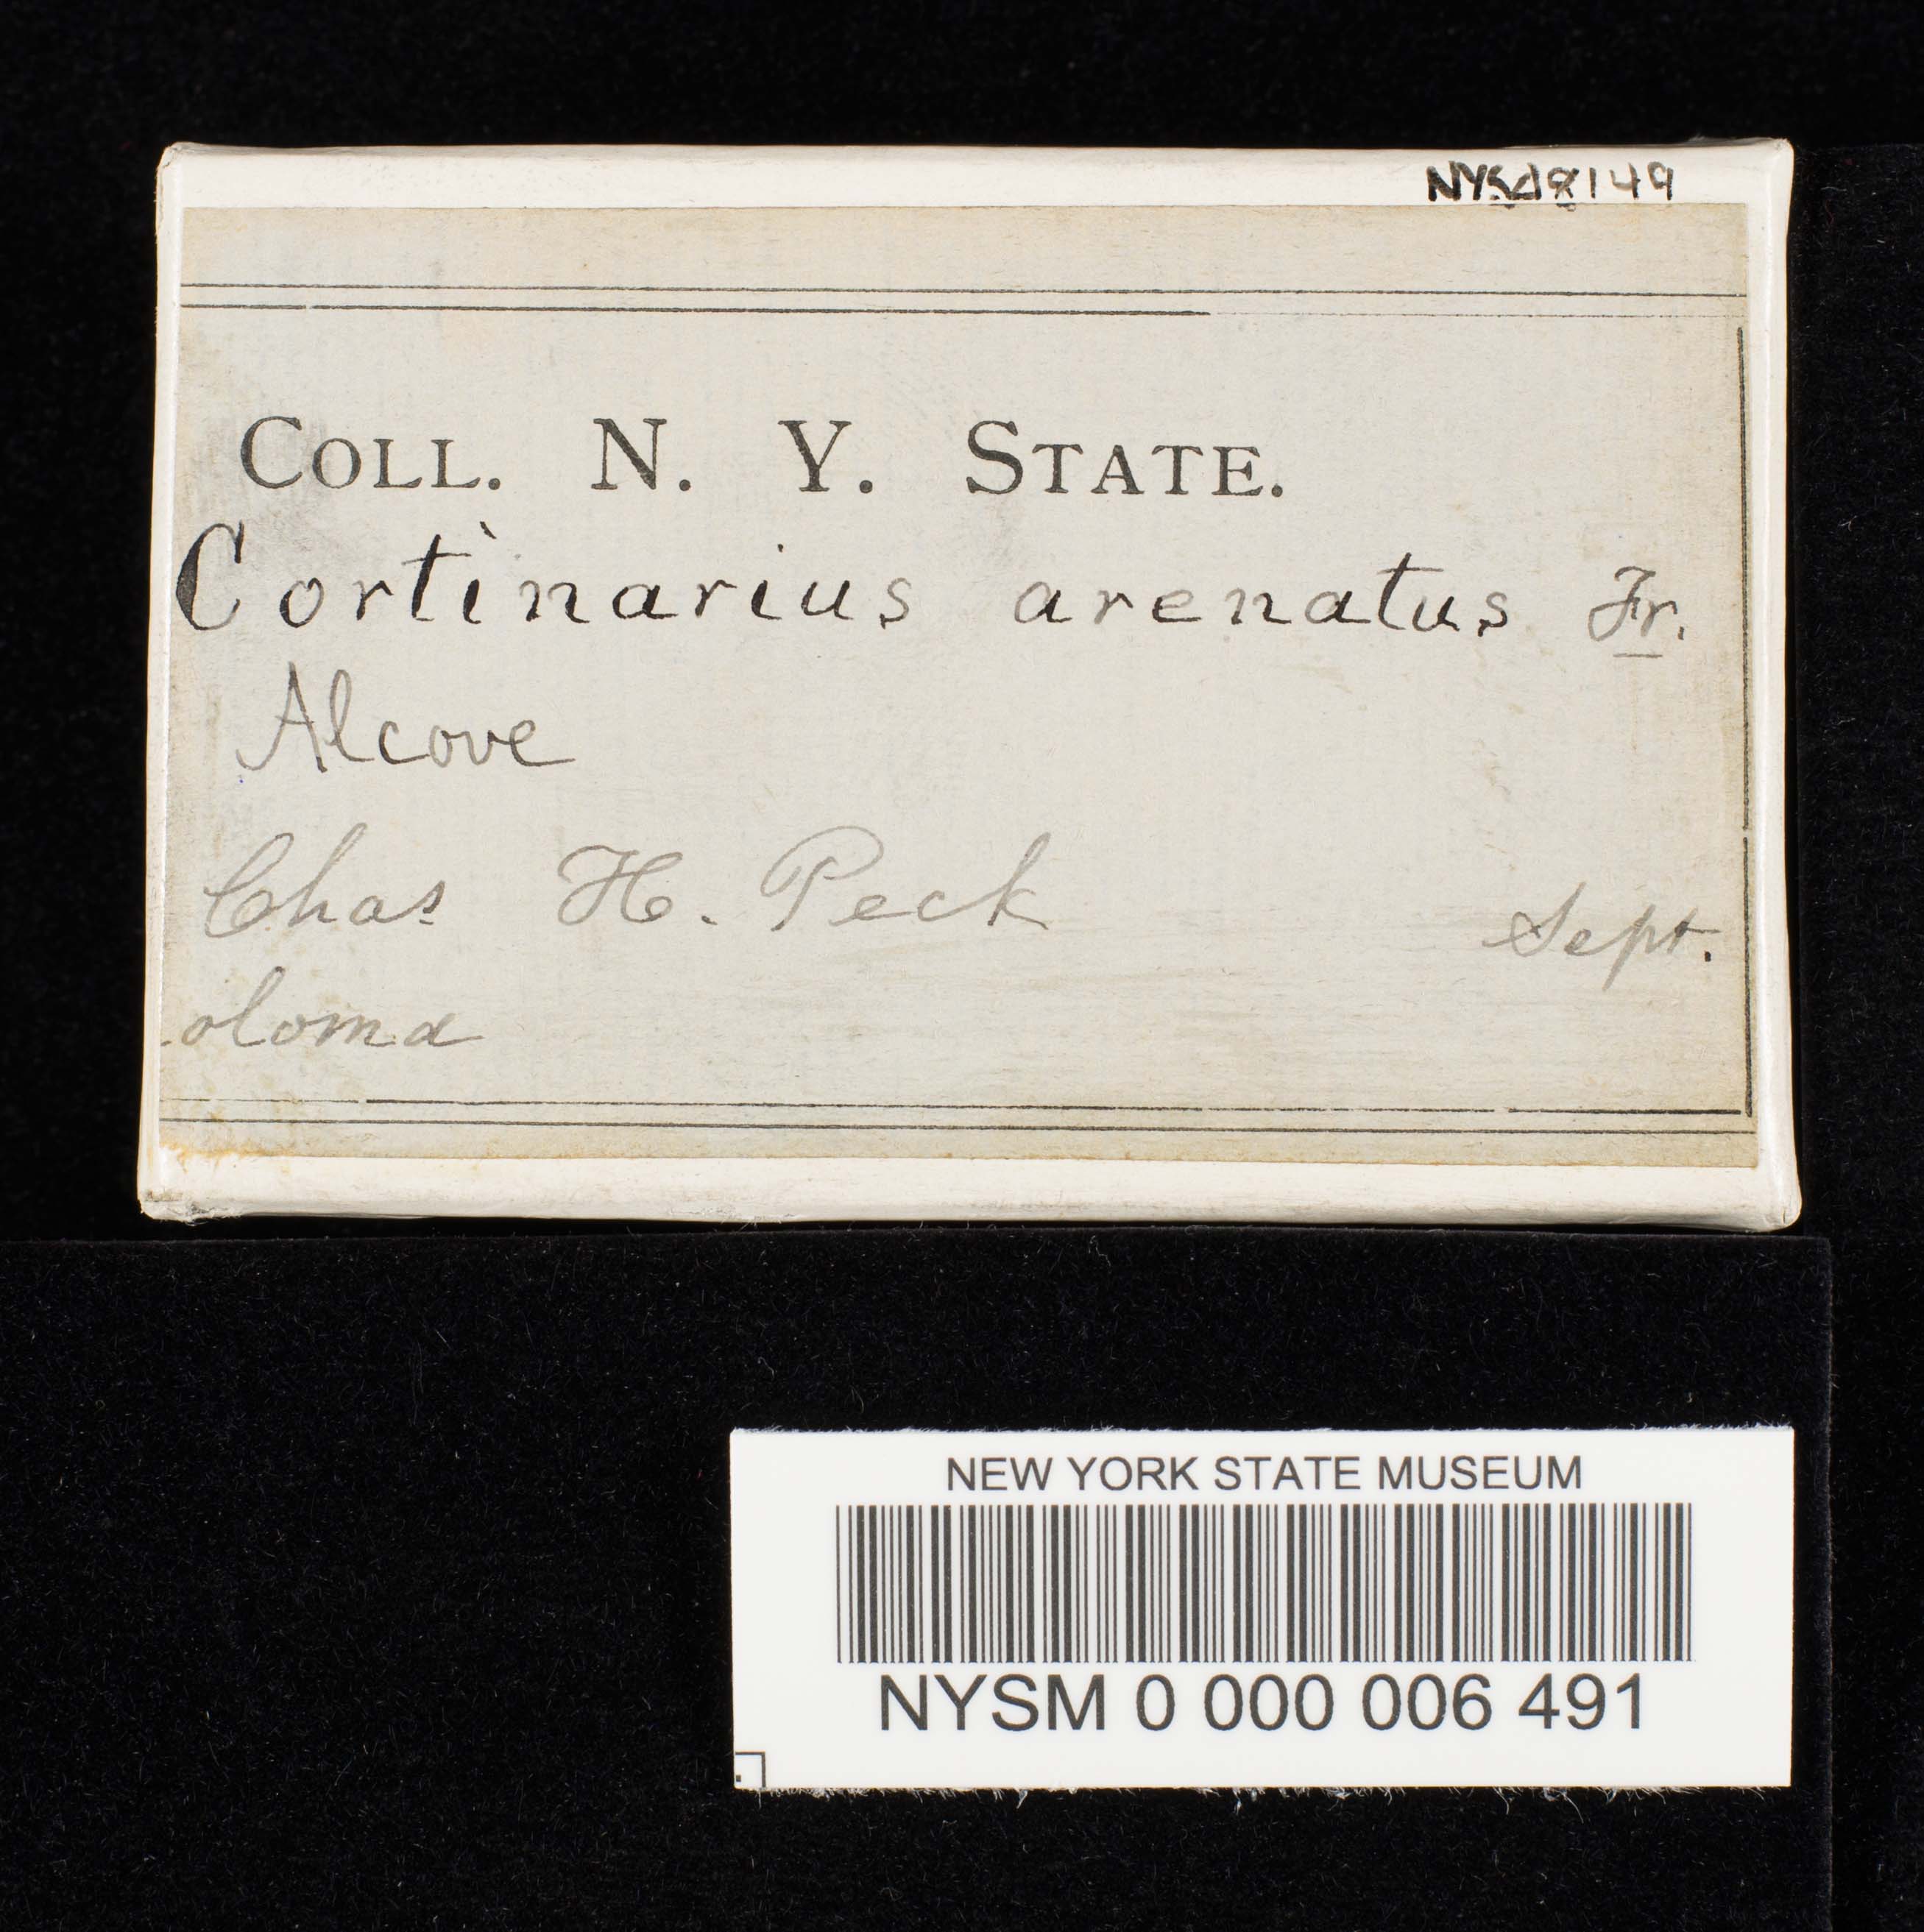 NYSd8149
COLL. N. Y. STATE.
Cortinarius arenatus Fr.
Alcove
Chas H. Peck Sept.
oloma
NEW YORK STATE MUSEUM
NYSM 0 000 006 491